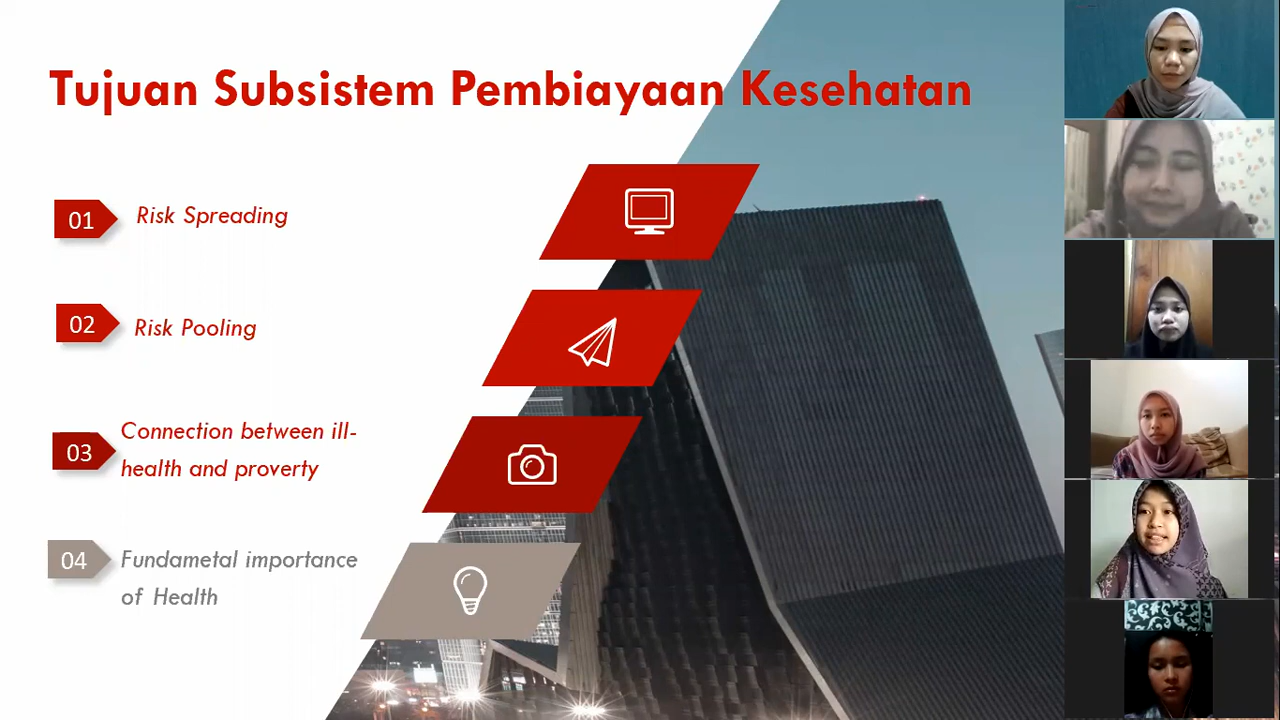 Tujuan Subsistem Pembiayaan Kesehatan
01
Risk Spreading
02
Risk Pooling
03
Connection between ill-
health and proverty
04
Fundametal importance
of Health